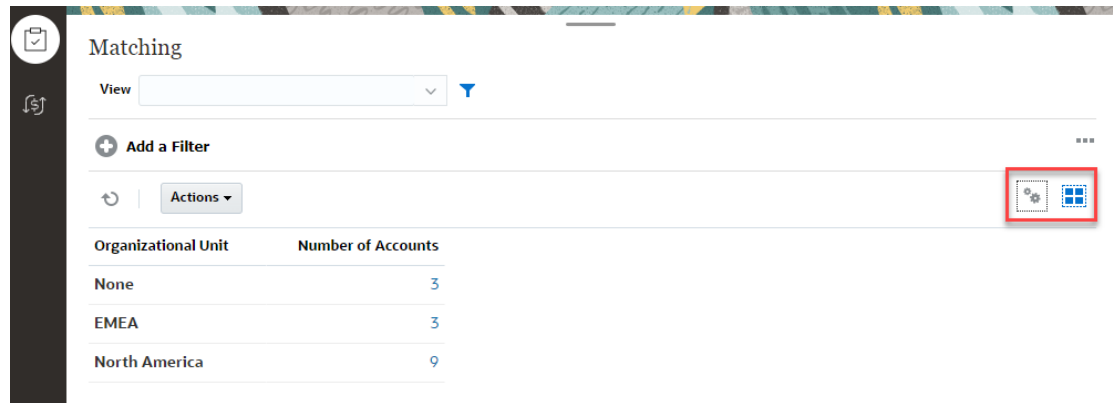 Matching
View
Add a Filter
Actions
Organizational Unit Number of Accounts
None 3
EMEA 3
North America 9